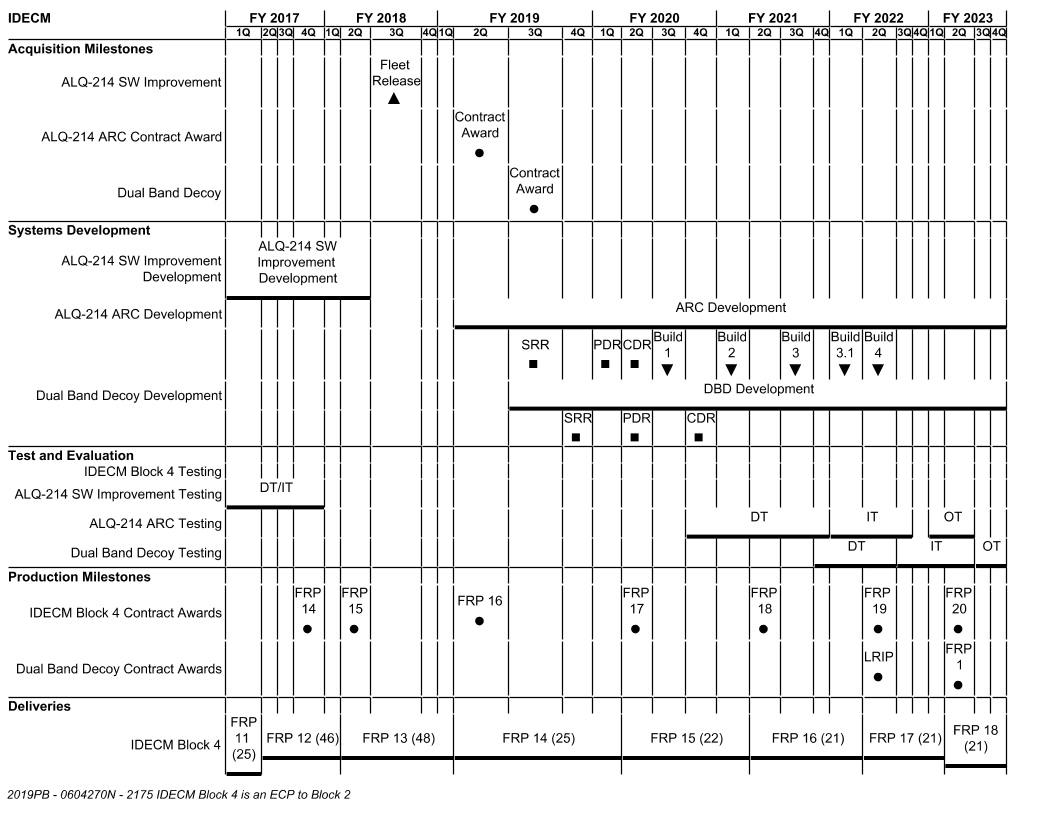 IDECM FY 2017 FY 2018 FY 2019 FY 2020 FY 2021 FY 2022 FY 2023
1Q 2Q 3Q 4Q 1Q 2Q 3Q 4Q 1Q 2Q 3Q 4Q 1Q 2Q 3Q 4Q 1Q 2Q 3Q 4Q 1Q 2Q 3Q 4Q 1Q 2Q 3Q 4Q
Acquisition Milestones
ALQ-214 SW Improvement
Fleet
Release
ALQ-214 ARC Contract Award
Contract
Award
Dual Band Decoy
Contract
Award
Systems Development
ALQ-214 SW Improvement
Development
ALQ-214 SW
Improvement
Development
ALQ-214 ARC Development
ARC Development
SRR PDR CDR
Build
1
Build
2
Build
3
Build
3.1
Build
4
Dual Band Decoy Development
DBD Development
SRR PDR CDR
Test and Evaluation
IDECM Block 4 Testing
ALQ-214 SW Improvement Testing
DT/IT
ALQ-214 ARC Testing
DT IT OT
Dual Band Decoy Testing
DT IT OT
Production Milestones
IDECM Block 4 Contract Awards
FRP
14
FRP
15
FRP 16
FRP
17
FRP
18
FRP
19
FRP
20
Dual Band Decoy Contract Awards
LRIP
FRP
1
Deliveries
IDECM Block 4
FRP
11
(25)
FRP 12 (46)
FRP 13 (48)
FRP 14 (25)
FRP 15 (22)
FRP 16 (21)
FRP 17 (21)
FRP 18
(21)
2019PB - 0604270N - 2175 IDECM Block 4 is an ECP to Block 2